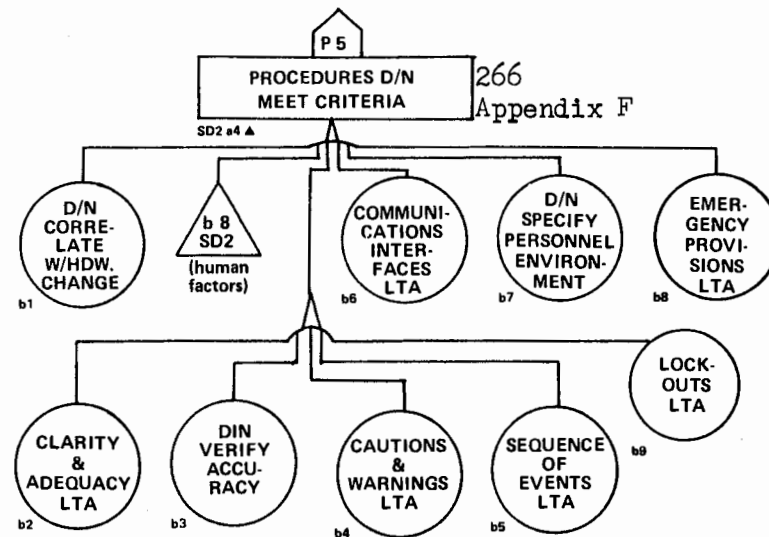 P 5
PROCEDURES D/N
MEET CRITERIA
266
Appendix F
SD2 a4 ▲
D/N
CORRE-
LATE
W/HDW.
CHANGE
b1
b 8
SD2
(human
factors)
COMMUNI-
CATIONS
INTER-
FACES
LTA
b6
D/N
SPECIFY
PERSONNEL
ENVIRON-
MENT
b7
EMER-
GENCY
PROVI-
SIONS
LTA
b8
LOCK-
OUTS
LTA
b9
CLARITY
&
ADEQUACY
LTA
b2
DIN
VERIFY
ACCU-
RACY
b3
CAUTIONS
&
WARNINGS
LTA
b4
SEQUENCE
OF
EVENTS
LTA
b5